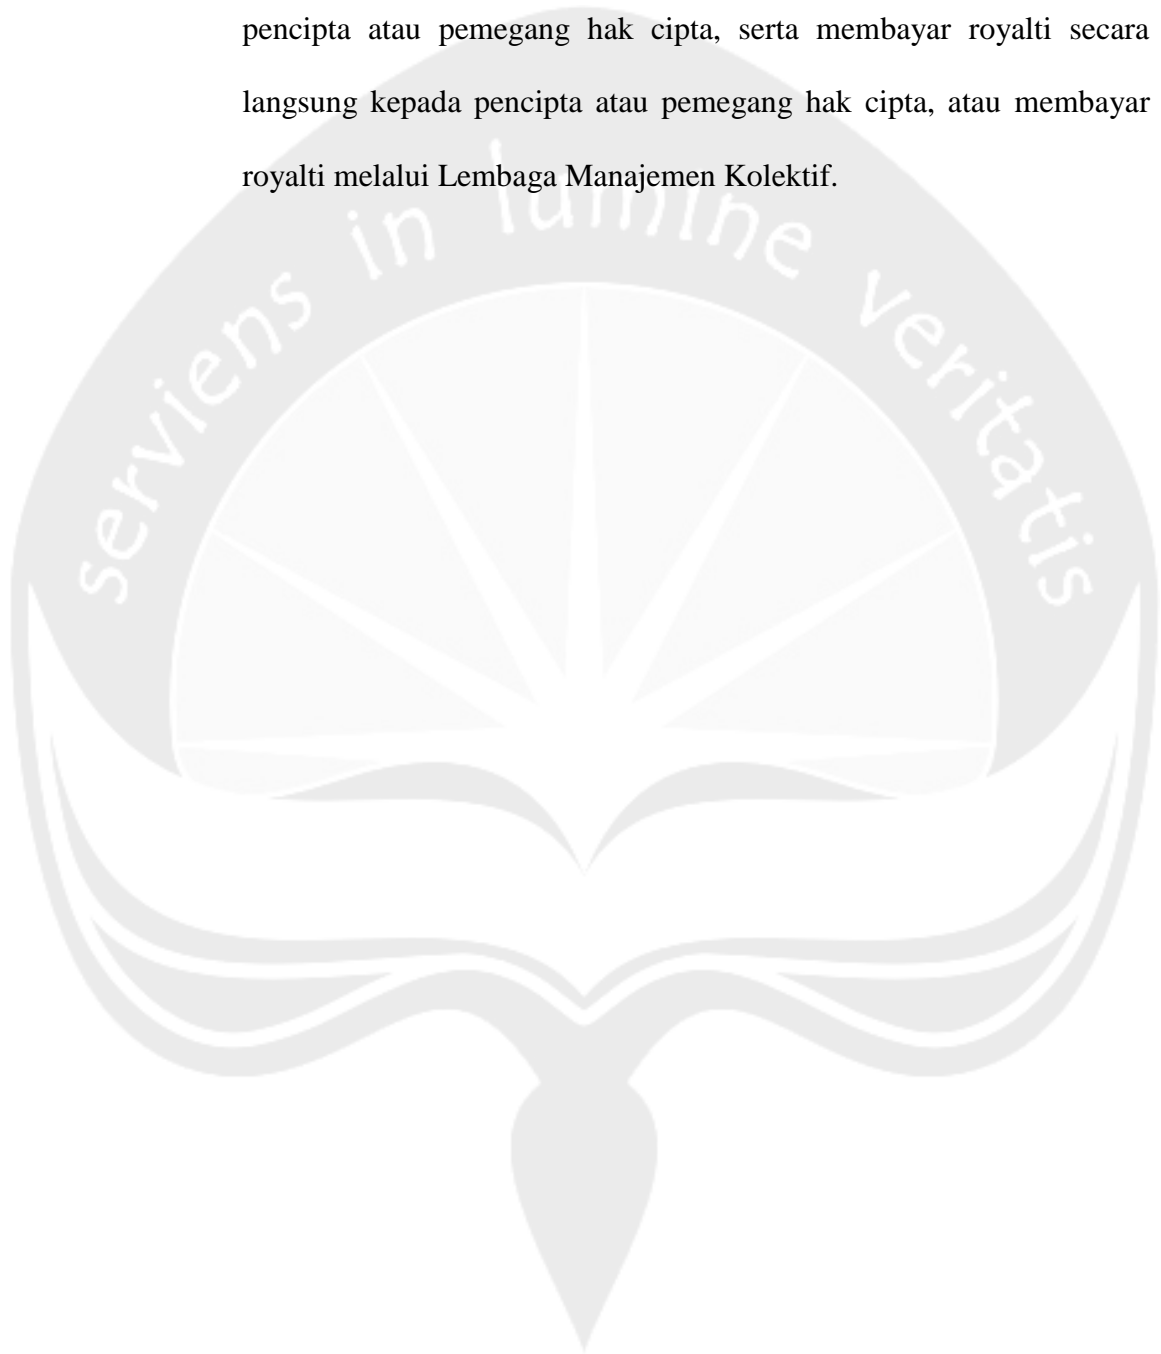 pencipta atau pemegang hak cipta, serta membayar royalti secara
langsung kepada pencipta atau pemegang hak cipta, atau membayar
royalti melalui Lembaga Manajemen Kolektif.
serviens in lumine veritatis